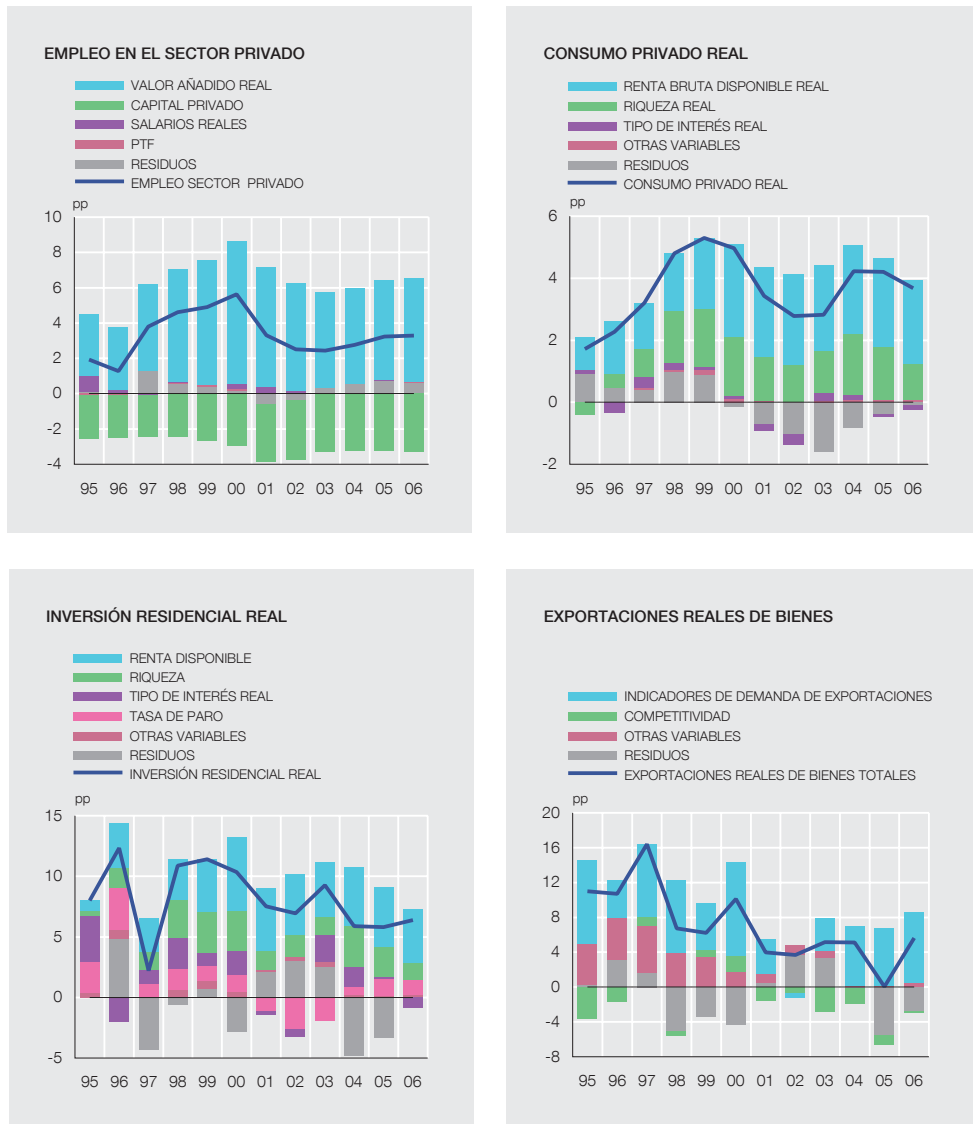 EMPLEO EN EL SECTOR PRIVADO
VALOR AÑADIDO REAL
CAPITAL PRIVADO
SALARIOS REALES
PTF
RESIDUOS
EMPLEO SECTOR PRIVADO
pp
10
8
6
4
2
0
-2
-4
95 96 97 98 99 00 01 02 03 04 05 06
CONSUMO PRIVADO REAL
RENTA BRUTA DISPONIBLE REAL
RIQUEZA REAL
TIPO DE INTERÉS REAL
OTRAS VARIABLES
RESIDUOS
CONSUMO PRIVADO REAL
pp
6
4
2
0
-2
95 96 97 98 99 00 01 02 03 04 05 06
INVERSIÓN RESIDENCIAL REAL
RENTA DISPONIBLE
RIQUEZA
TIPO DE INTERÉS REAL
TASA DE PARO
OTRAS VARIABLES
RESIDUOS
INVERSIÓN RESIDENCIAL REAL
pp
15
10
5
0
-5
95 96 97 98 99 00 01 02 03 04 05 06
EXPORTACIONES REALES DE BIENES
INDICADORES DE DEMANDA DE EXPORTACIONES
COMPETITIVIDAD
OTRAS VARIABLES
RESIDUOS
EXPORTACIONES REALES DE BIENES TOTALES
pp
20
16
12
8
4
0
-4
-8
95 96 97 98 99 00 01 02 03 04 05 06